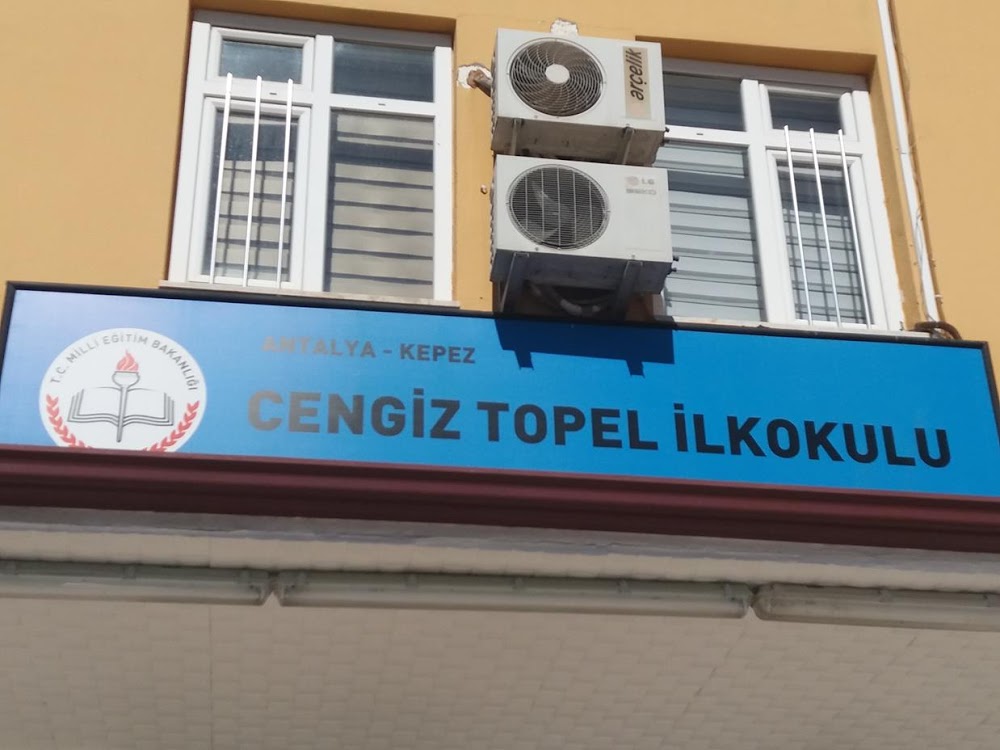 arçelik
LG
T.C. MİLLİ EĞİTİM BAKANLIĞI
ANTALYA - KEPEZ
CENGİZ TOPEL İLKOKULU